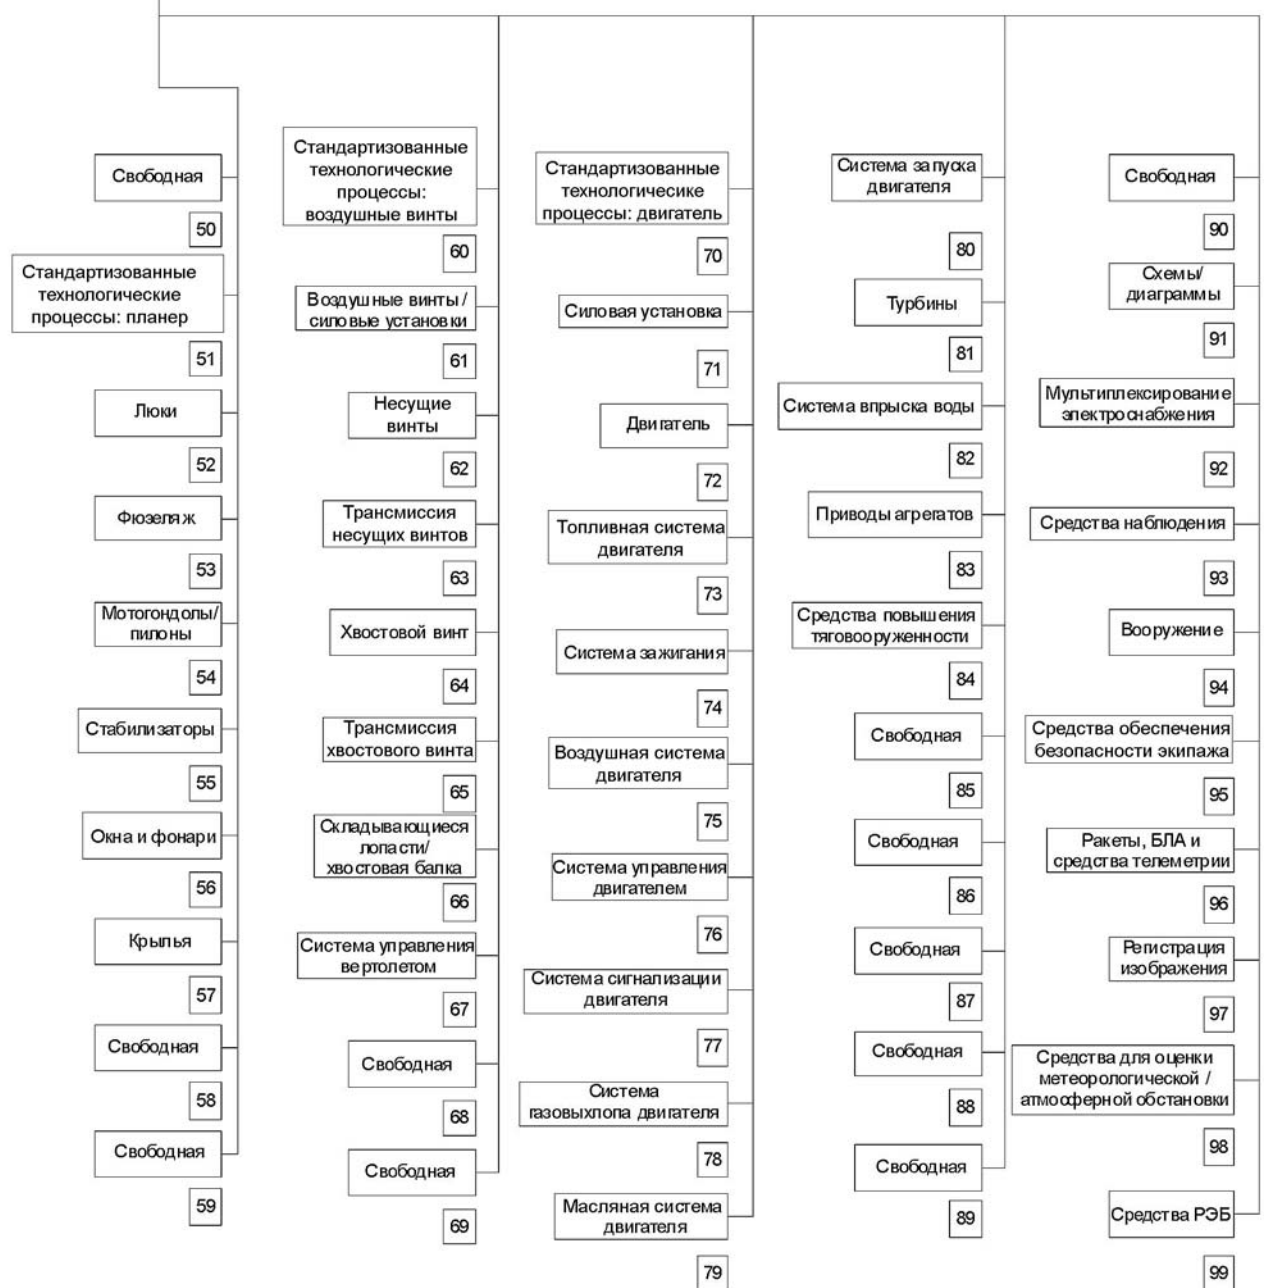 Свободная
50
Стандартизованные
технологические
процессы: планер
51
Люки
52
Фюзеляж
53
Мотогондолы/
пилоны
54
Стабилизаторы
55
Окна и фонари
56
Крылья
57
Свободная
58
Свободная
59
Стандартизованные
технологические
процессы:
воздушные винты
60
Воздушные винты /
силовые установки
61
Несущие
винты
62
Трансмиссия
несущих винтов
63
Хвостовой винт
64
Трансмиссия
хвостового винта
65
Складывающиеся
лопасти/
хвостовая балка
66
Система управления
вертолетом
67
Свободная
68
Свободная
69
Стандартизованные
технологичесике
процессы: двигатель
70
Силовая установка
71
Двигатель
72
Топливная система
двигателя
73
Система зажигания
74
Воздушная система
двигателя
75
Система управления
двигателем
76
Система сигнализации
двигателя
77
Система
газовыхлопа двигателя
78
Масляная система
двигателя
79
Система запуска
двигателя
80
Турбины
81
Система впрыска воды
82
Приводы агрегатов
83
Средства повышения
тяговооруженности
84
Свободная
85
Свободная
86
Свободная
87
Свободная
88
Свободная
89
Свободная
90
Схемы/
диаграммы
91
Мультиплексирование
электроснабжения
92
Средства наблюдения
93
Вооружение
94
Средства обеспечения
безопасности экипажа
95
Ракеты, БЛА и
средства телеметрии
96
Регистрация
изображения
97
Средства для оценки
метеорологической /
атмосферной обстановки
98
Средства РЭБ
99